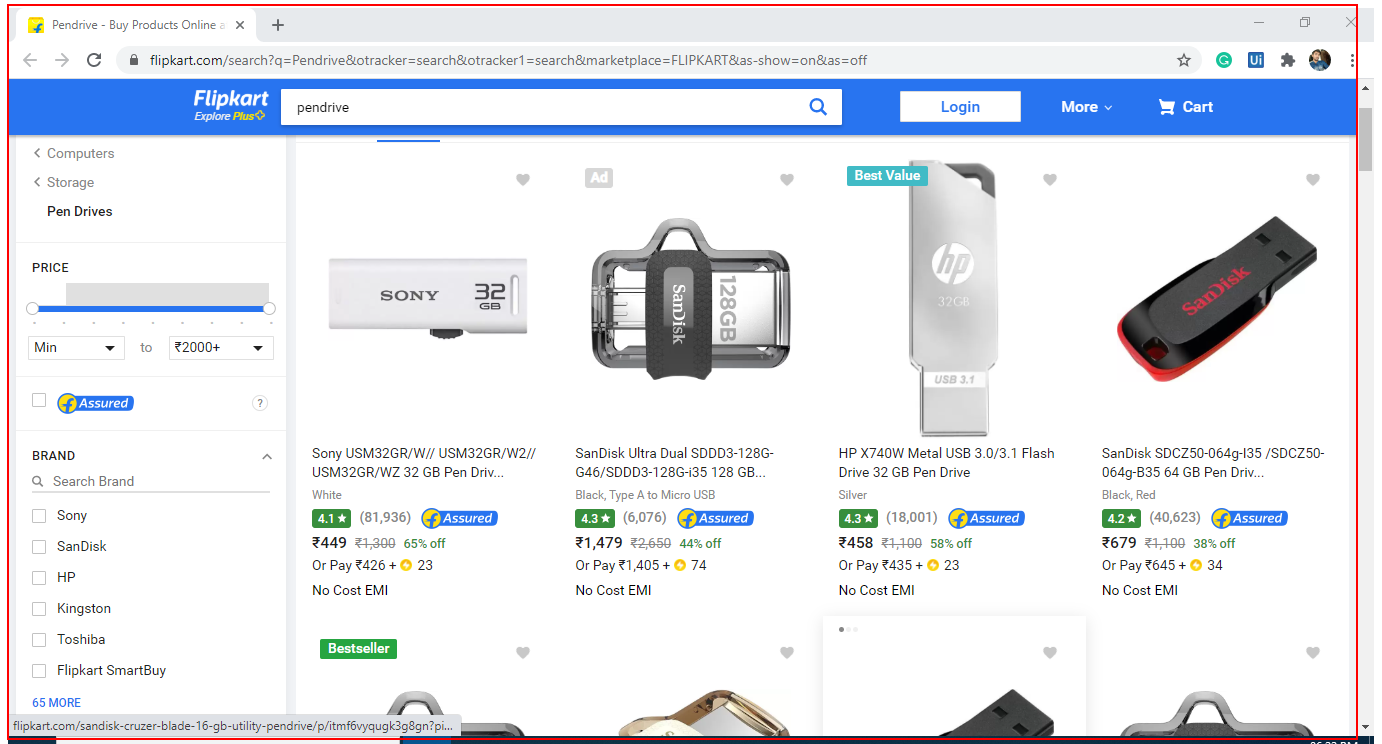 Pendrive - Buy Products Online a
flipkart.com/search?q=Pendrive&otracker=search&otracker1=search&marketplace=FLIPKART&as-show=on&as=off
Ui
Flipkart
Explore Plus
pendrive
Login
More
Cart
Computers
Storage
Pen Drives
PRICE
Min
to
₹2000+
Assured
?
BRAND
Search Brand
Sony
SanDisk
HP
Kingston
Toshiba
Flipkart SmartBuy
65 MORE
SONY
32
GB
Sony USM32GR/W// USM32GR/W2//
USM32GR/WZ 32 GB Pen Driv...
White
4.1★ (81,936) Assured
₹449 ₹1,300 65% off
Or Pay ₹426 + 23
No Cost EMI
Ad
SanDisk
128GB
SanDisk Ultra Dual SDDD3-128G-
G46/SDDD3-128G-i35 128 GB...
Black, Type A to Micro USB
4.3★ (6,076) Assured
₹1,479 ₹2,650 44% off
Or Pay ₹1,405 + 74
No Cost EMI
Best Value
hp
32GB
USB 3.1
HP X740W Metal USB 3.0/3.1 Flash
Drive 32 GB Pen Drive
Silver
4.3★ (18,001) Assured
₹458 ₹1,100 58% off
Or Pay ₹435 + 23
No Cost EMI
SanDisk
SanDisk SDCZ50-064g-I35 /SDCZ50-
064g-B35 64 GB Pen Driv...
Black, Red
4.2★ (40,623) Assured
₹679 ₹1,100 38% off
Or Pay ₹645 + 34
No Cost EMI
Bestseller
flipkart.com/sandisk-cruzer-blade-16-gb-utility-pendrive/p/itmf6vyqugk3g8gn?pi...